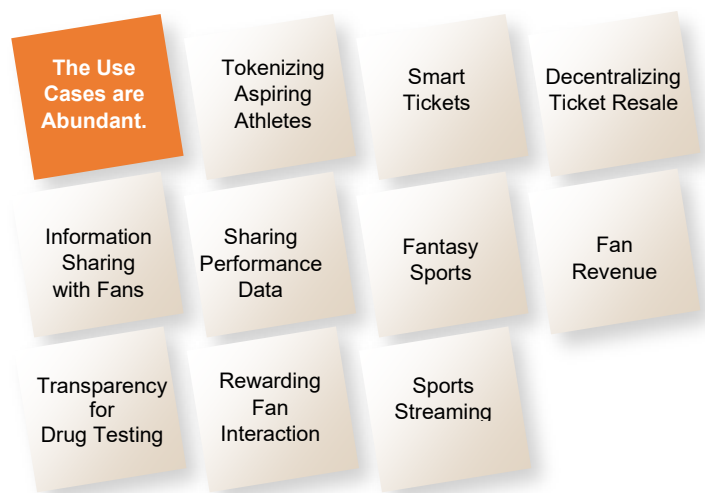 The Use
Cases are
Abundant.
Tokenizing
Aspiring
Athletes
Smart
Tickets
Decentralizing
Ticket Resale
Information
Sharing
with Fans
Sharing
Performance
Data
Fantasy
Sports
Fan
Revenue
Transparency
for
Drug Testing
Rewarding
Fan
Interaction
Sports
Streaming